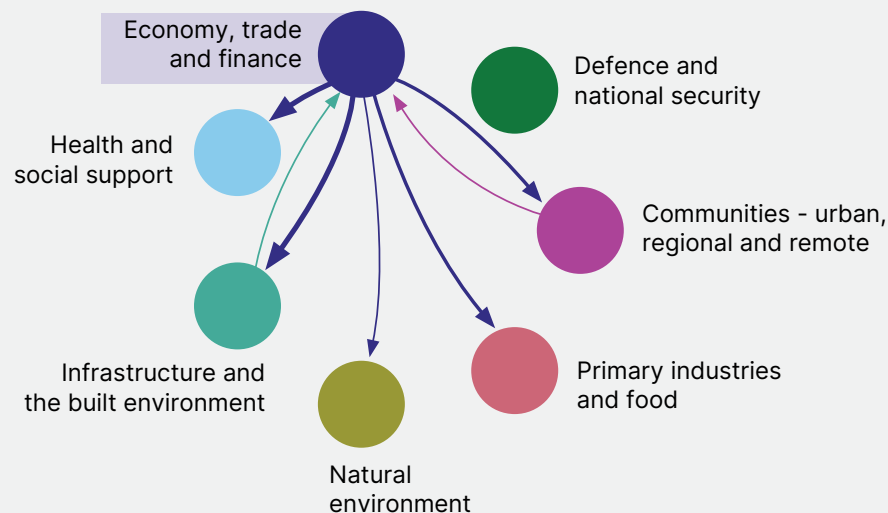 Economy, trade
and finance
Defence and
national security
Health and
social support
Communities - urban,
regional and remote
Infrastructure and
the built environment
Primary industries
and food
Natural
environment